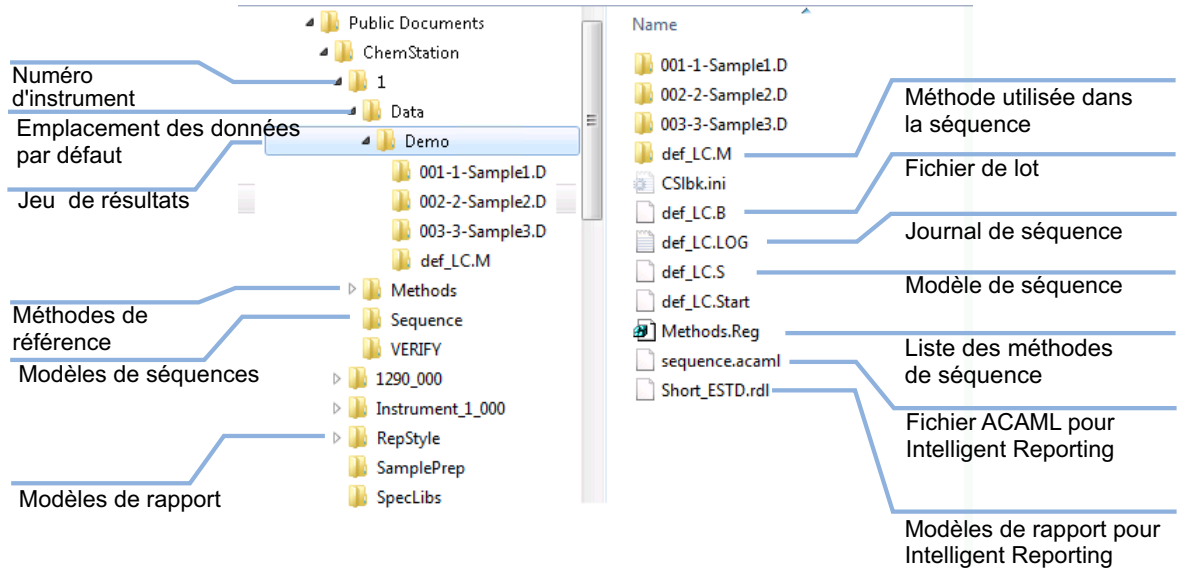 Public Documents
ChemStation
1
Data
Demo
001-1-Sample1.D
002-2-Sample2.D
003-3-Sample3.D
def_LC.M
Methods
Sequence
VERIFY
1290_000
Instrument_1_000
RepStyle
SamplePrep
SpecLibs
Numéro
d'instrument
Emplacement des données
par défaut
Jeu de résultats
Méthodes de
référence
Modèles de séquences
Modèles de rapport
Name
001-1-Sample1.D
002-2-Sample2.D
003-3-Sample3.D
def_LC.M
CSlbk.ini
def_LC.B
def_LC.LOG
def_LC.S
def_LC.Start
Methods.Reg
sequence.acaml
Short_ESTD.rdl
Méthode utilisée dans
la séquence
Fichier de lot
Journal de séquence
Modèle de séquence
Liste des méthodes
de séquence
Fichier ACAML pour
Intelligent Reporting
Modèles de rapport pour
Intelligent Reporting